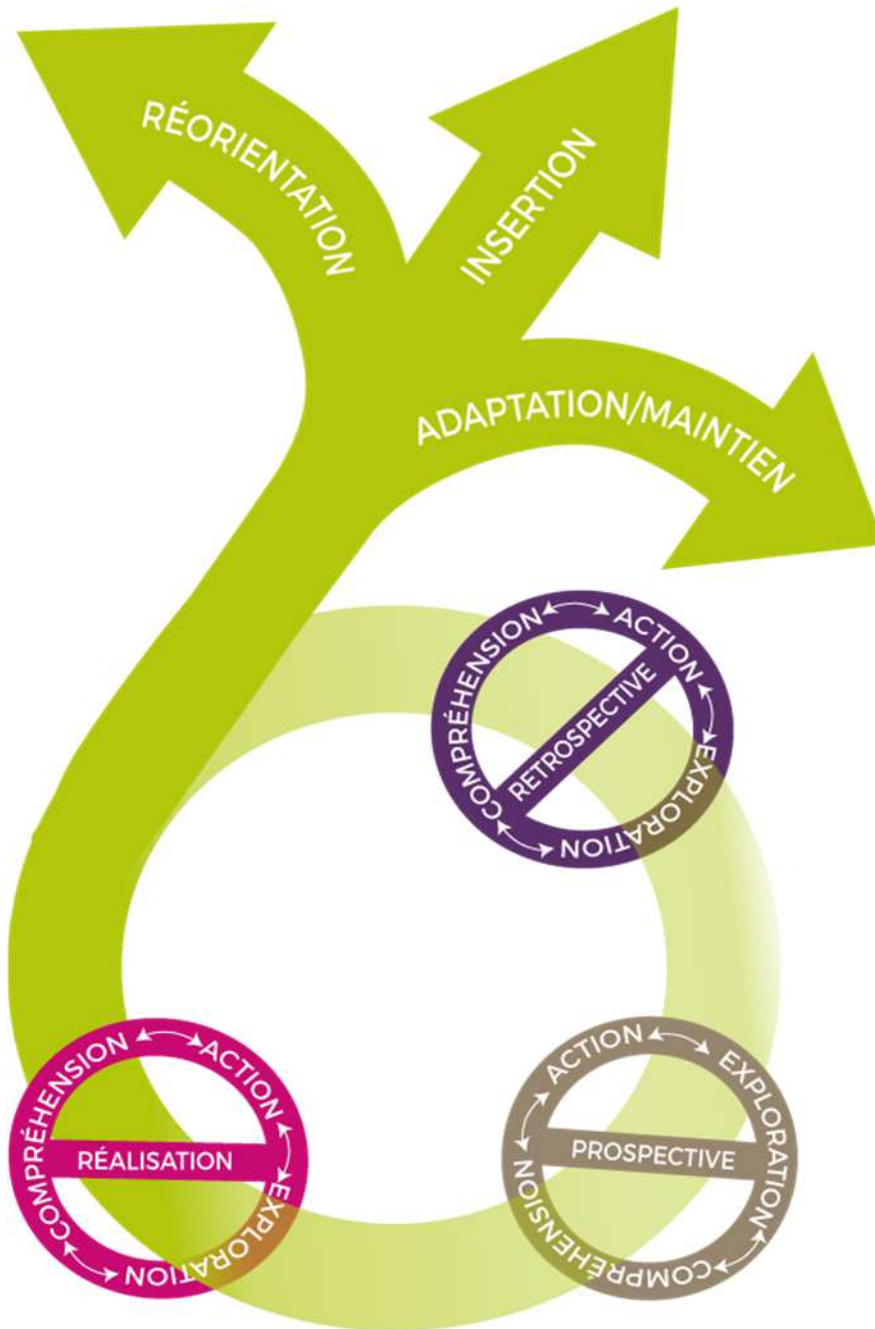 RÉORIENTATION
INSERTION
ADAPTATION/MAINTIEN
COMPRÉHENSION
ACTION
EXPLORATION
RETROSPECTIVE
COMPRÉHENSION
ACTION
EXPLORATION
RÉALISATION
ACTION
EXPLORATION
COMPRÉHENSION
PROSPECTIVE